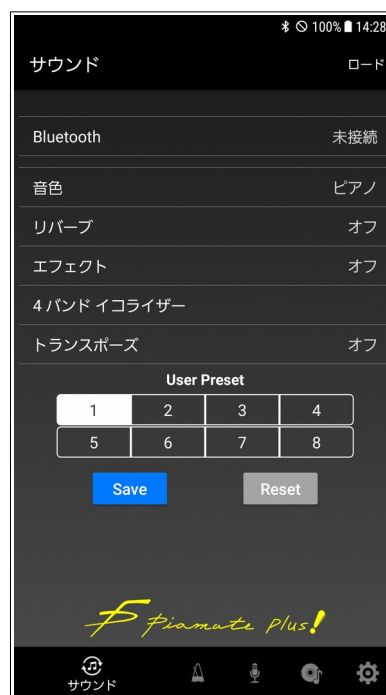 100% 14:28
サウンド ロード
Bluetooth 未接続
音色 ピアノ
リバーブ オフ
エフェクト オフ
4 バンド イコライザー
トランスポーズ オフ
User Preset
1 2 3 4
5 6 7 8
Save Reset
Piamate Plus!
サウンド